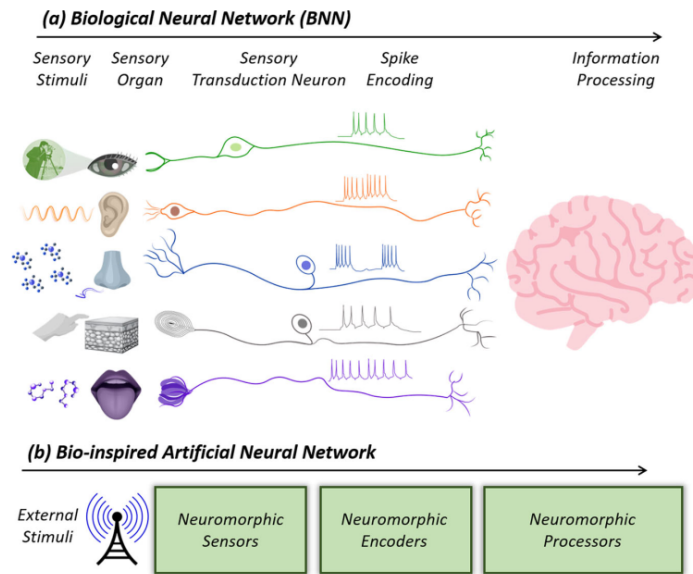 (a) Biological Neural Network (BNN)
Sensory Stimuli
Sensory Organ
Sensory Transduction Neuron
Spike Encoding
Information Processing
(b) Bio-inspired Artificial Neural Network
External Stimuli
Neuromorphic Sensors
Neuromorphic Encoders
Neuromorphic Processors